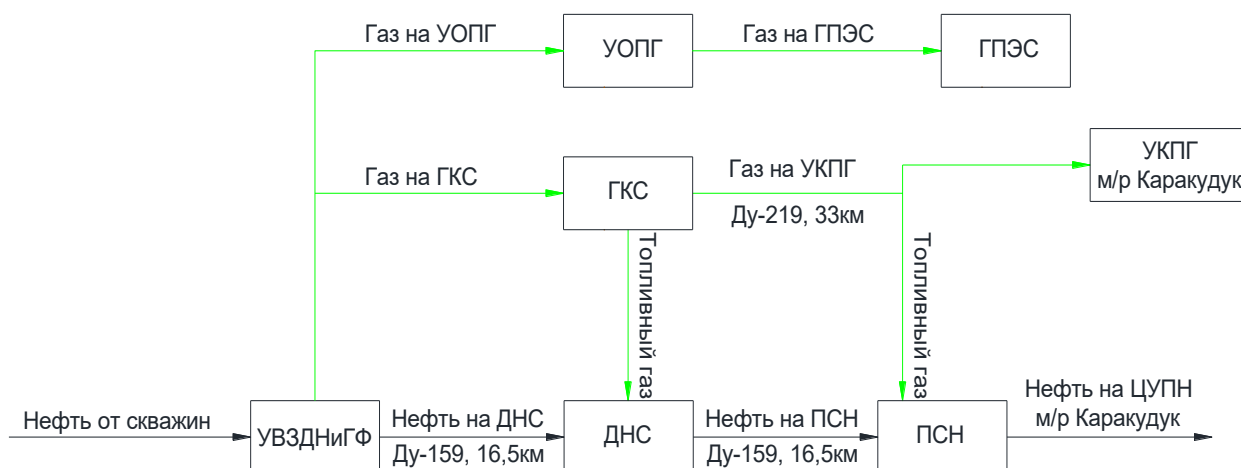 Газ на УОПГ
УОПГ
Газ на ГПЭС
ГПЭС
Газ на ГКС
ГКС
Газ на УКПГ
Ду-219, 33км
УКПГ
м/р Каракудук
Топливный газ
Топливный газ
Нефть от скважин
УВЗДНиГФ
Нефть на ДНС
Ду-159, 16,5км
ДНС
Нефть на ПСН
Ду-159, 16,5км
ПСН
Нефть на ЦУПН
м/р Каракудук